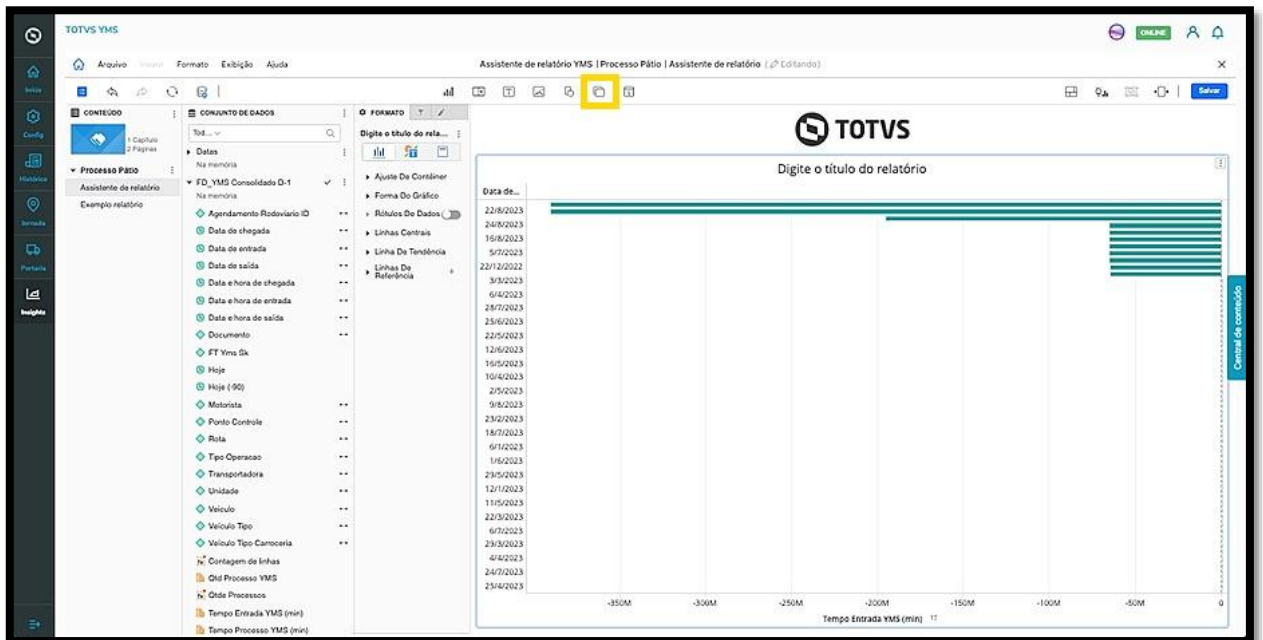 TOTVS YMS
ONLINE
Arquivo Inserir Formato Exibição Ajuda
Assistente de relatório YMS | Processo Pátio | Assistente de relatório ( Editando)
Salvar
Início
Config
Histórico
Jornada
Portaria
Insights
CONTEÚDO
1 Capítulo
2 Páginas
Processo Pátio
Assistente de relatório
Exemplo relatório
CONJUNTO DE DADOS
Tod...
Datas
Na memória
FD_YMS Consolidado D-1
Na memória
Agendamento Rodoviario ID
Data de chegada
Data de entrada
Data de saída
Data e hora de chegada
Data e hora de entrada
Data e hora de saída
Documento
FT Yms Sk
Hoje
Hoje (-90)
Motorista
Ponto Controle
Rota
Tipo Operacao
Transportadora
Unidade
Veiculo
Veiculo Tipo
Veiculo Tipo Carroceria
Contagem de linhas
Qtd Processo YMS
Qtde Processos
Tempo Entrada YMS (min)
Tempo Processo YMS (min)
FORMATO
Digite o título do rela...
Ajuste De Contêiner
Forma Do Gráfico
Rótulos De Dados
Linhas Centrais
Linha De Tendência
Linhas De Referência +
TOTVS
Digite o título do relatório
Data de...
22/8/2023
24/8/2023
16/8/2023
5/7/2023
22/12/2022
3/3/2023
6/4/2023
28/7/2023
25/6/2023
22/5/2023
12/6/2023
16/5/2023
10/4/2023
2/5/2023
9/8/2023
23/2/2023
18/7/2023
6/1/2023
1/6/2023
29/5/2023
12/1/2023
11/5/2023
22/3/2023
6/7/2023
29/3/2023
4/4/2023
24/7/2023
25/4/2023
-350M -300M -250M -200M -150M -100M -50M 0
Tempo Entrada YMS (min)
Central de conteúdo